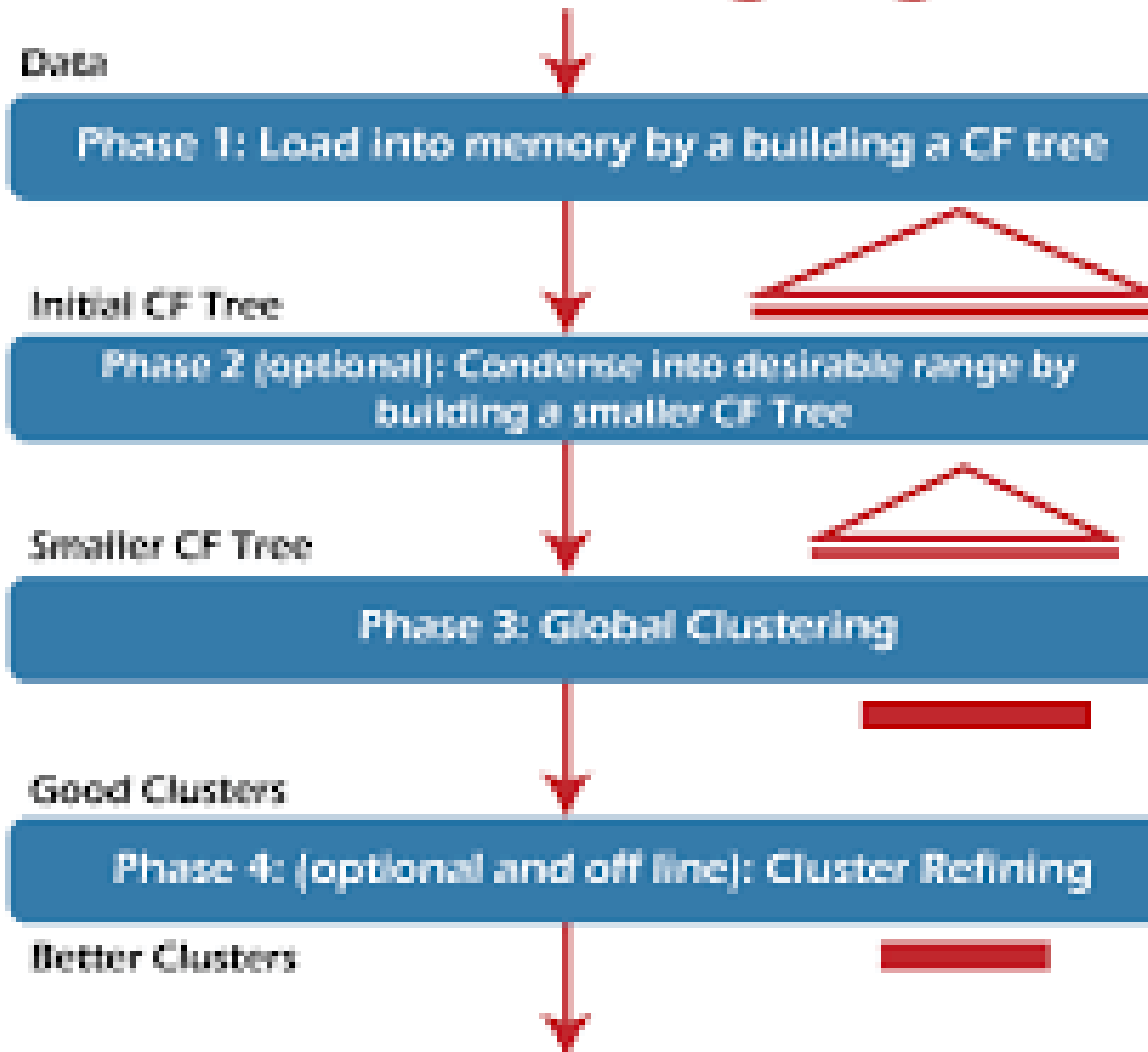 Data
Phase 1: Load into memory by a building a CF tree
Initial CF Tree
Phase 2 (optional): Condense into desirable range by
building a smaller CF Tree
Smaller CF Tree
Phase 3: Global Clustering
Good Clusters
Phase 4: (optional and off line): Cluster Refining
Better Clusters